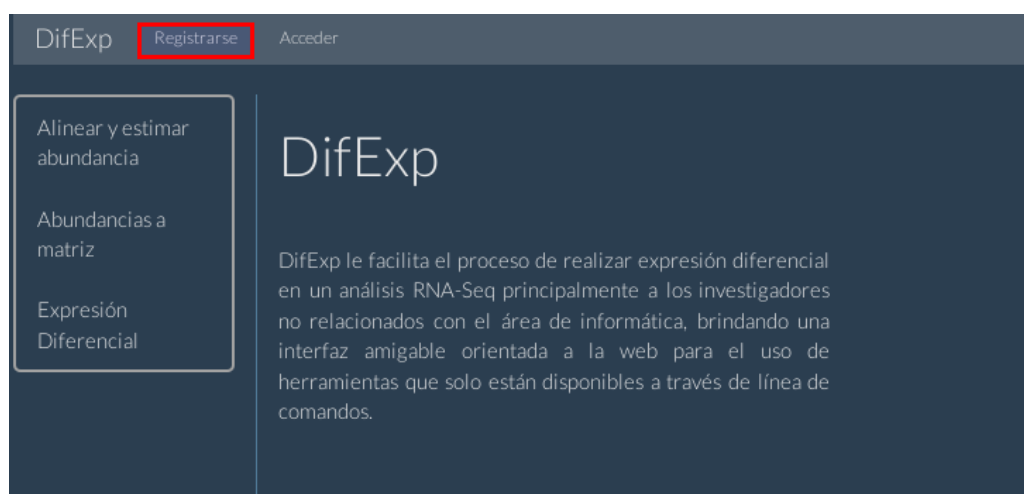 DifExp Registrarse Acceder
Alinear y estimar
abundancia
Abundancias a
matriz
Expresión
Diferencial
DifExp
DifExp le facilita el proceso de realizar expresión diferencial
en un análisis RNA-Seq principalmente a los investigadores
no relacionados con el área de informática, brindando una
interfaz amigable orientada a la web para el uso de
herramientas que solo están disponibles a través de línea de
comandos.